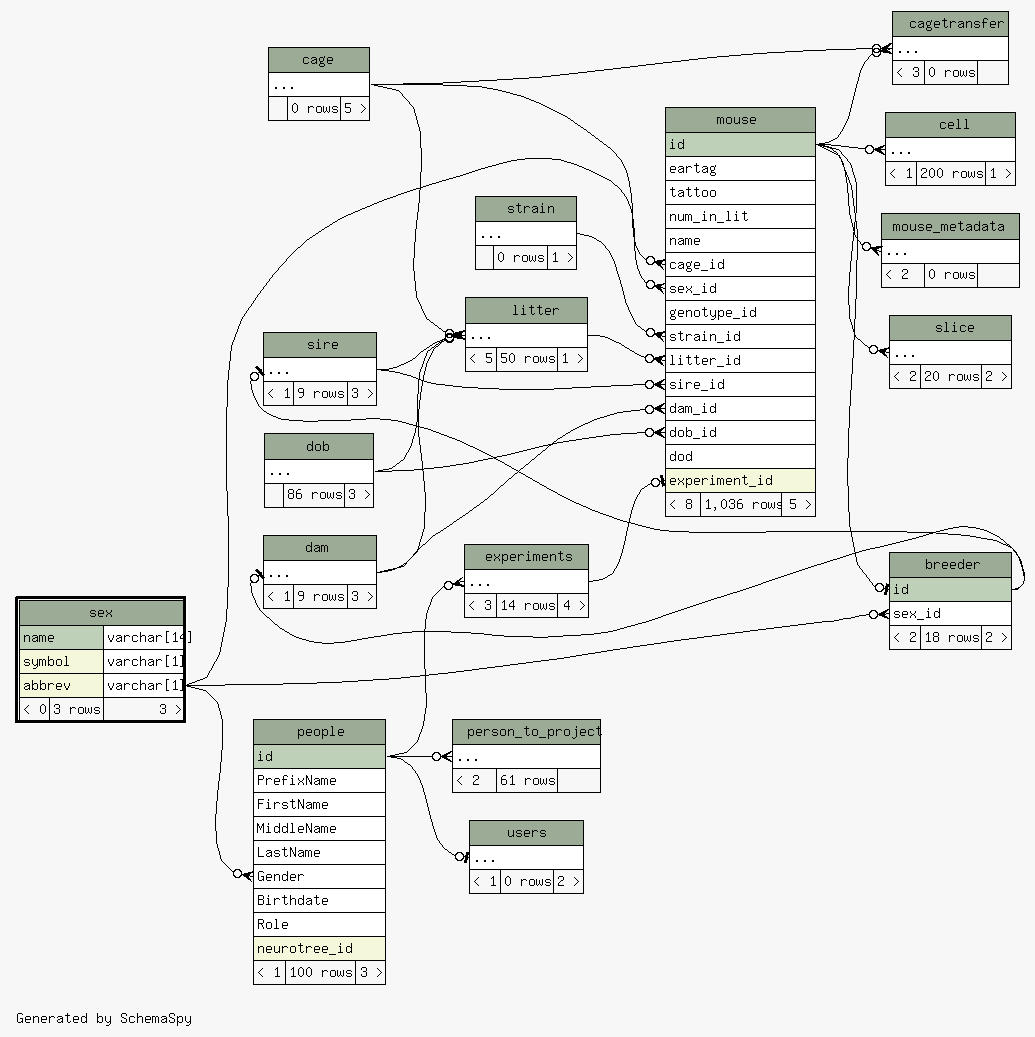 cagetransfer
...
< 3 0 rows
cage
...
0 rows 5 >
mouse
id
eartag
tattoo
num_in_lit
name
cage_id
sex_id
genotype_id
strain_id
litter_id
sire_id
dam_id
dob_id
dod
experiment_id
< 8 1,036 rows 5 >
cell
...
< 1 200 rows 1 >
strain
...
0 rows 1 >
mouse_metadata
...
< 2 0 rows
litter
...
< 5 50 rows 1 >
slice
...
< 2 20 rows 2 >
sire
...
< 1 9 rows 3 >
dob
...
86 rows 3 >
dam
...
< 1 9 rows 3 >
experiments
...
< 3 14 rows 4 >
breeder
id
sex_id
< 2 18 rows 2 >
sex
name varchar[14]
symbol varchar[1]
abbrev varchar[1]
< 0 3 rows 3 >
people
id
PrefixName
FirstName
MiddleName
LastName
Gender
Birthdate
Role
neurotree_id
< 1 100 rows 3 >
person_to_project
...
< 2 61 rows
users
...
< 1 0 rows 2 >
Generated by SchemaSpy